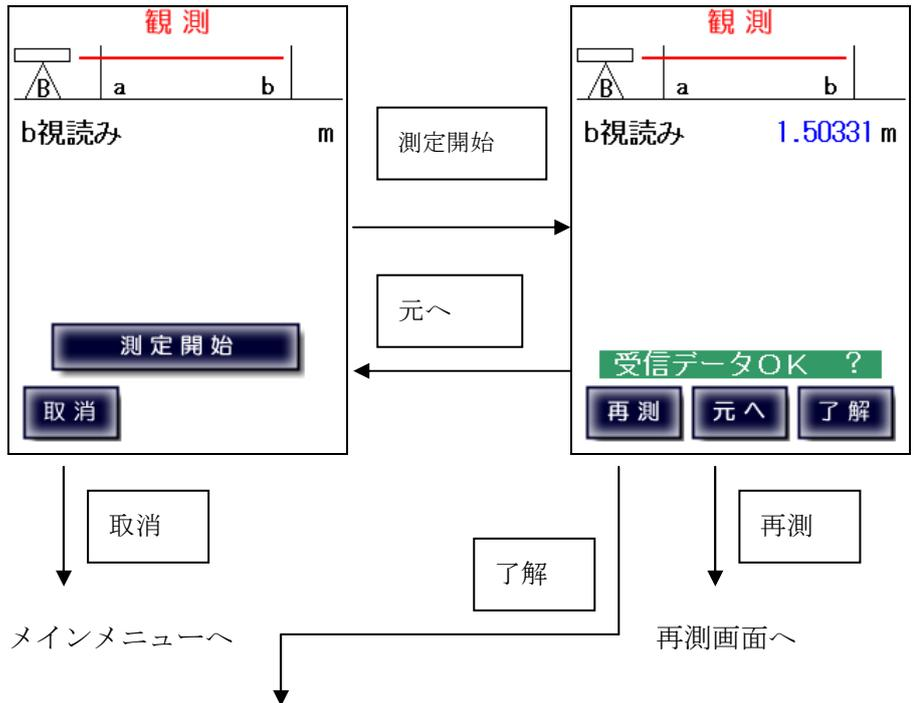 観測
B a b
b視読み m
測定開始
取消
測定開始
元へ
観測
B a b
b視読み 1.50331 m
受信データOK ?
再測 元へ 了解
取消
了解
再測
メインメニューへ
再測画面へ